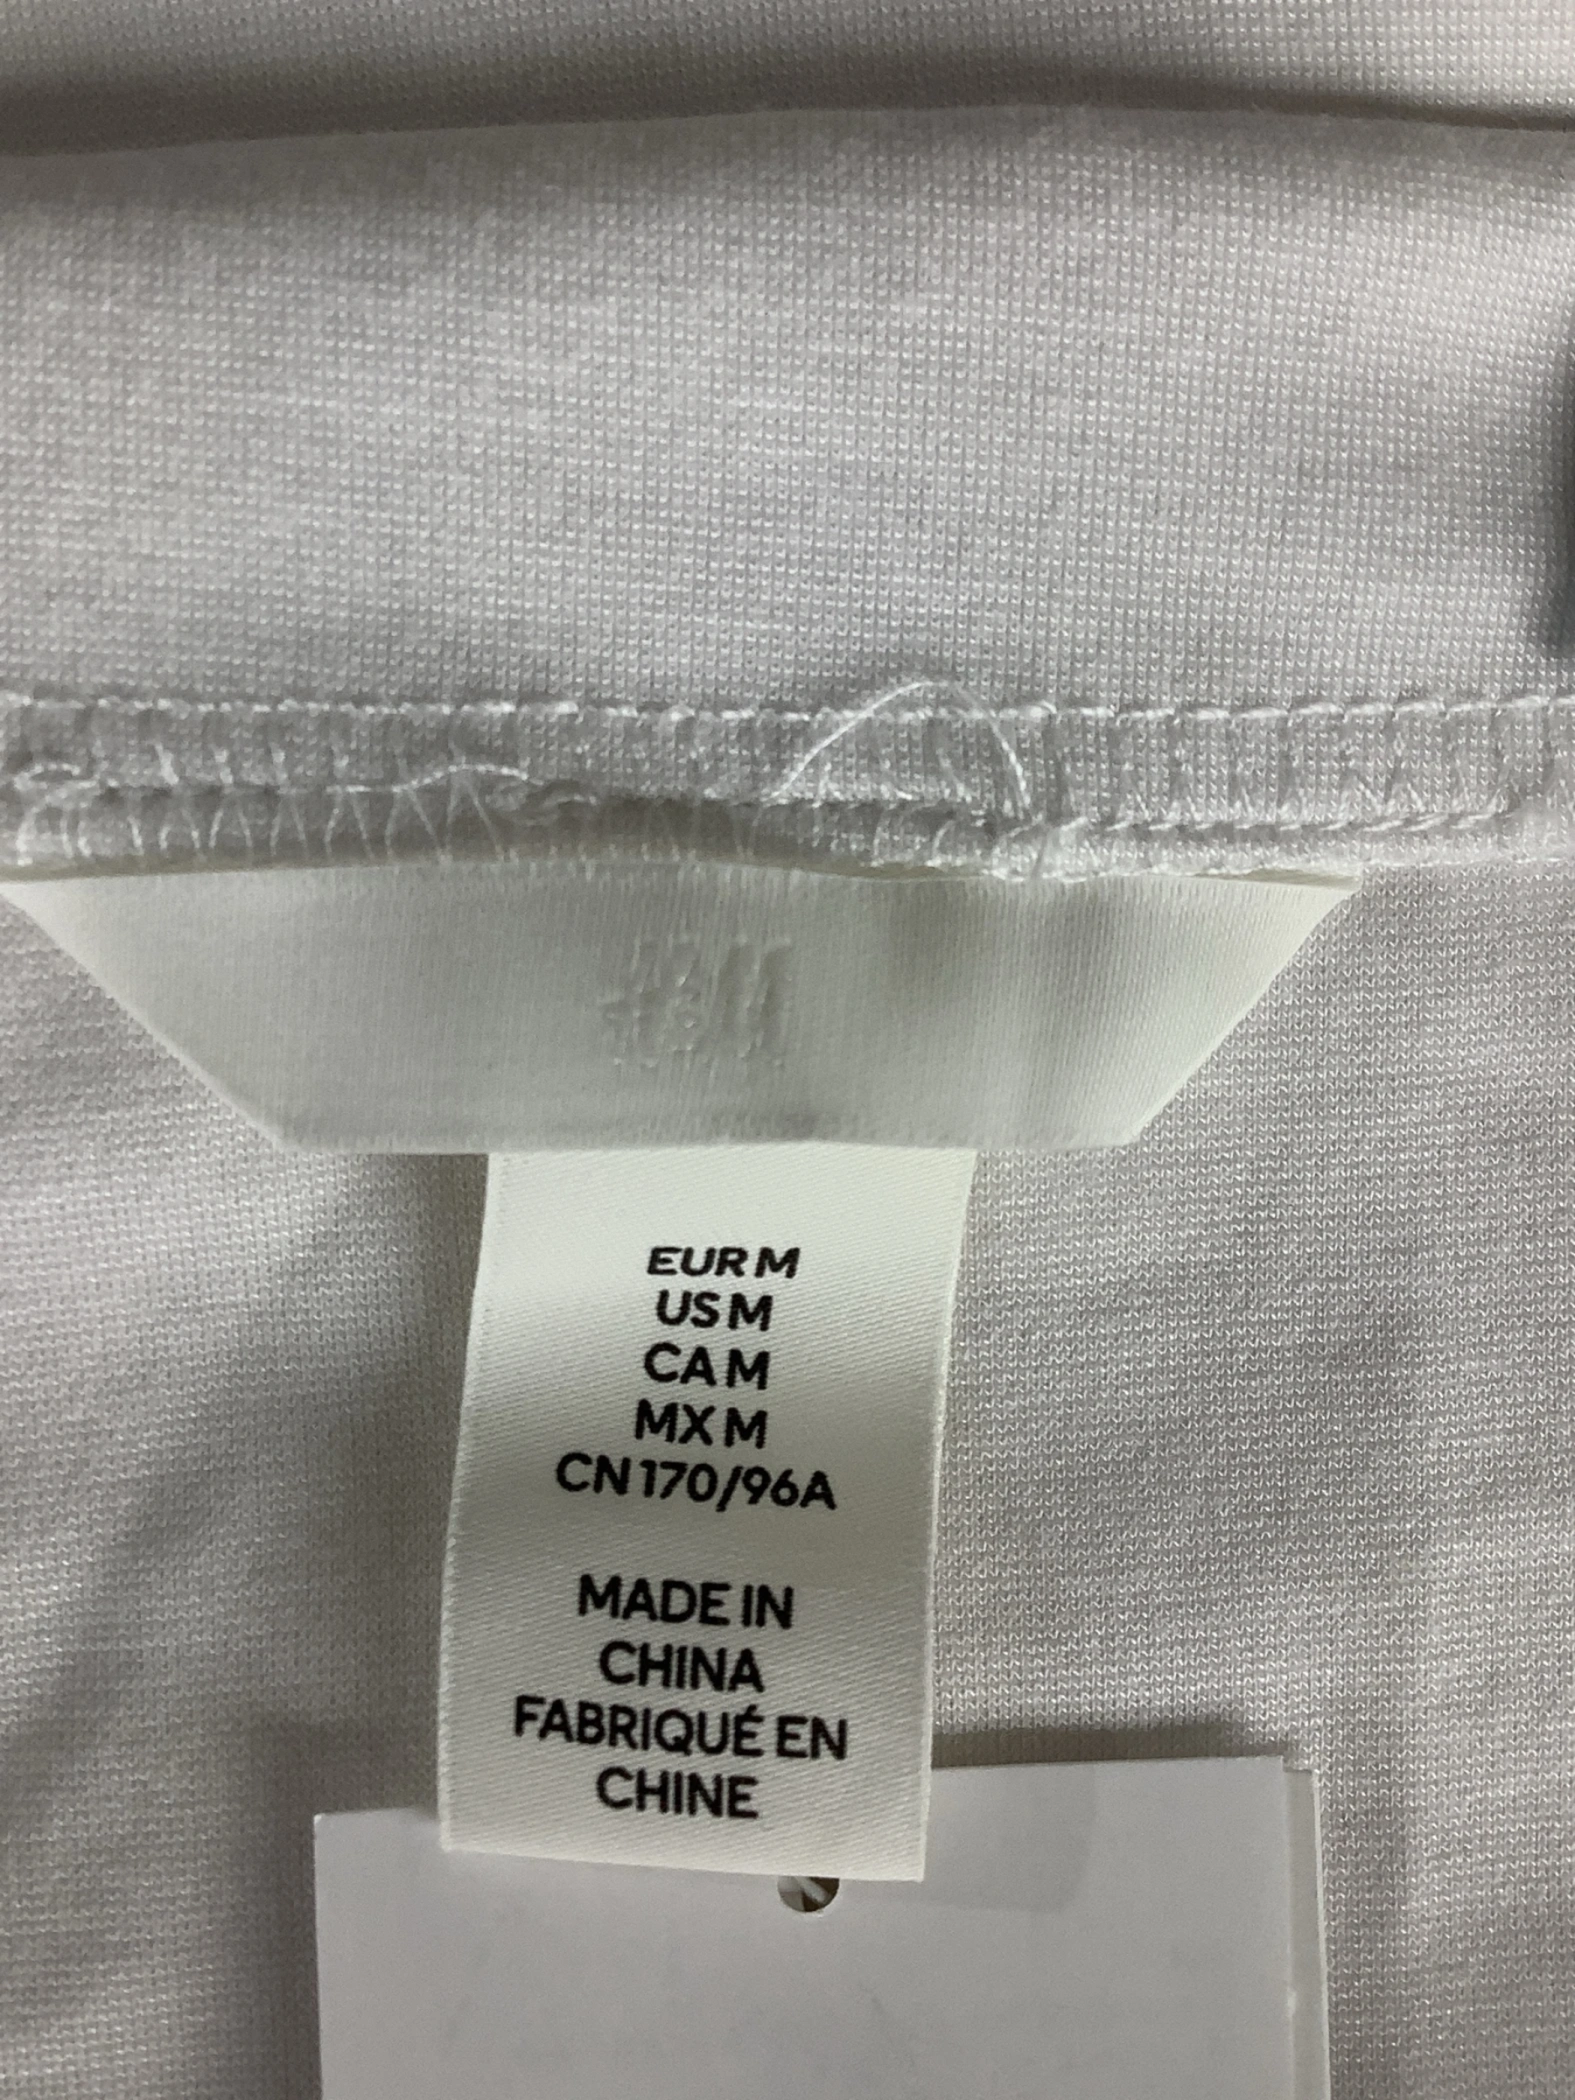 H&M
EUR M
US M
CA M
MX M
CN 170/96A
MADE IN
CHINA
FABRIQUÉ EN
CHINE